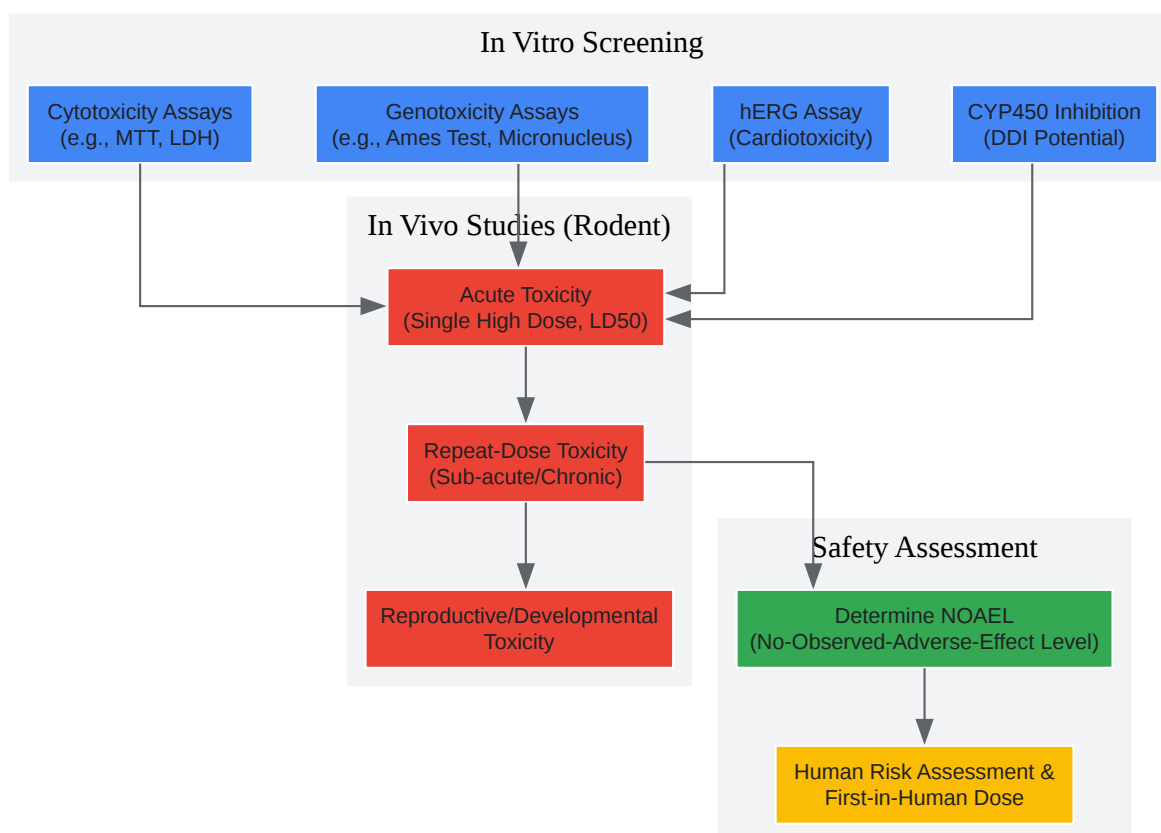 In Vitro Screening
Cytotoxicity Assays
(e.g., MTT, LDH)
Genotoxicity Assays
(e.g., Ames Test, Micronucleus)
hERG Assay
(Cardiotoxicity)
CYP450 Inhibition
(DDI Potential)
In Vivo Studies (Rodent)
Acute Toxicity
(Single High Dose, LD50)
Repeat-Dose Toxicity
(Sub-acute/Chronic)
Reproductive/Developmental
Toxicity
Safety Assessment
Determine NOAEL
(No-Observed-Adverse-Effect Level)
Human Risk Assessment &
First-in-Human Dose